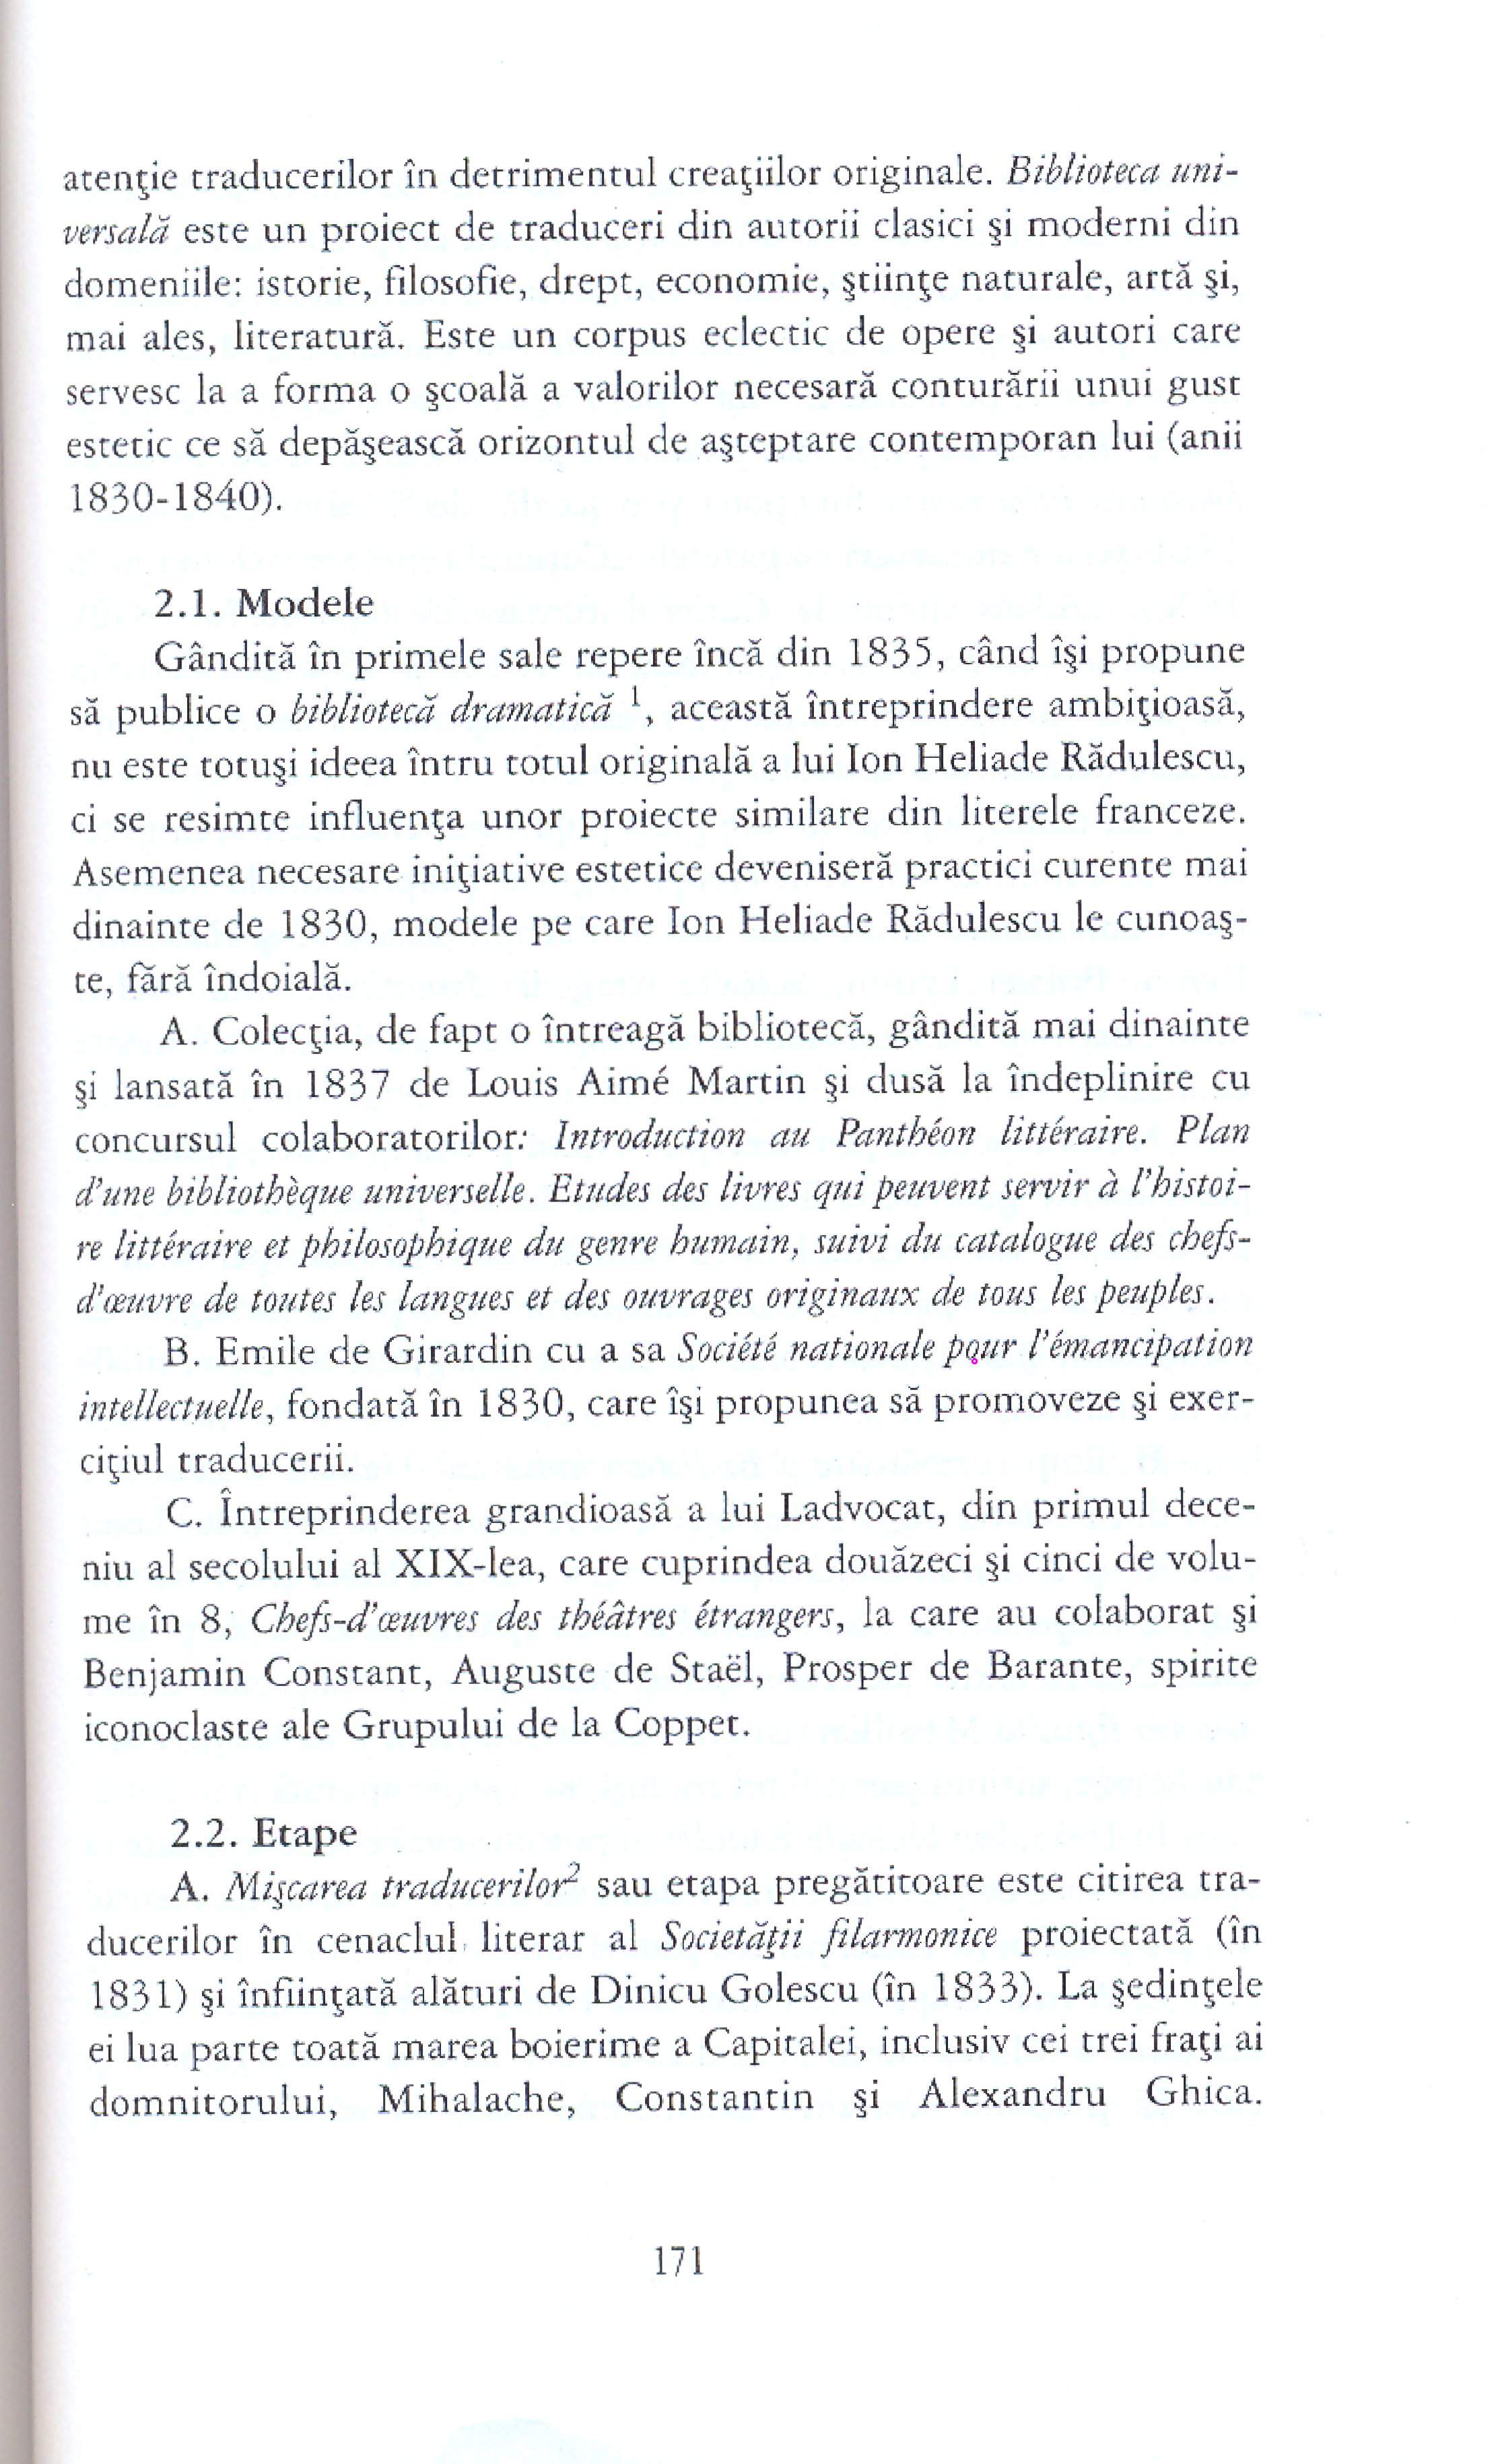 atenţie traducerilor în detrimentul creaţiilor originale. Biblioteca uni-
versală este un proiect de traduceri din autorii clasici şi moderni din
domeniile: istorie, filosofie, drept, economie, ştiinţe naturale, artă şi,
mai ales, literatură. Este un corpus eclectic de opere şi autori care
servesc la a forma o şcoală a valorilor necesară conturării unui gust
estetic ce să depăşească orizontul de aşteptare contemporan lui (anii
1830-1840).
2.1. Modele
Gândită în primele sale repere încă din 1835, când îşi propune
să publice o bibliotecă dramatică ¹, această întreprindere ambiţioasă,
nu este totuşi ideea întru totul originală a lui Ion Heliade Rădulescu,
ci se resimte influenţa unor proiecte similare din literele franceze.
Asemenea necesare iniţiative estetice deveniseră practici curente mai
dinainte de 1830, modele pe care Ion Heliade Rădulescu le cunoaş-
te, fără îndoială.
A. Colecţia, de fapt o întreagă bibliotecă, gândită mai dinainte
şi lansată în 1837 de Louis Aimé Martin şi dusă la îndeplinire cu
concursul colaboratorilor: Introduction au Panthéon littéraire. Plan
d'une bibliothèque universelle. Etudes des livres qui peuvent servir à l'histoi-
re littéraire et philosophique du genre humain, suivi du catalogue des chefs-
d'œuvre de toutes les langues et des ouvrages originaux de tous les peuples.
B. Emile de Girardin cu a sa Société nationale pour l'émancipation
intellectuelle, fondată în 1830, care îşi propunea să promoveze şi exer-
ciţiul traducerii.
C. Întreprinderea grandioasă a lui Ladvocat, din primul dece-
niu al secolului al XIX-lea, care cuprindea douăzeci şi cinci de volu-
me în 8, Chefs-d'œuvres des théâtres étrangers, la care au colaborat şi
Benjamin Constant, Auguste de Staël, Prosper de Barante, spirite
iconoclaste ale Grupului de la Coppet.
2.2. Etape
A. Mişcarea traducerilor² sau etapa pregătitoare este citirea tra-
ducerilor în cenaclul literar al Societăţii filarmonice proiectată (în
1831) şi înfiinţată alături de Dinicu Golescu (în 1833). La şedinţele
ei lua parte toată marea boierime a Capitalei, inclusiv cei trei fraţi ai
domnitorului, Mihalache, Constantin şi Alexandru Ghica.
171